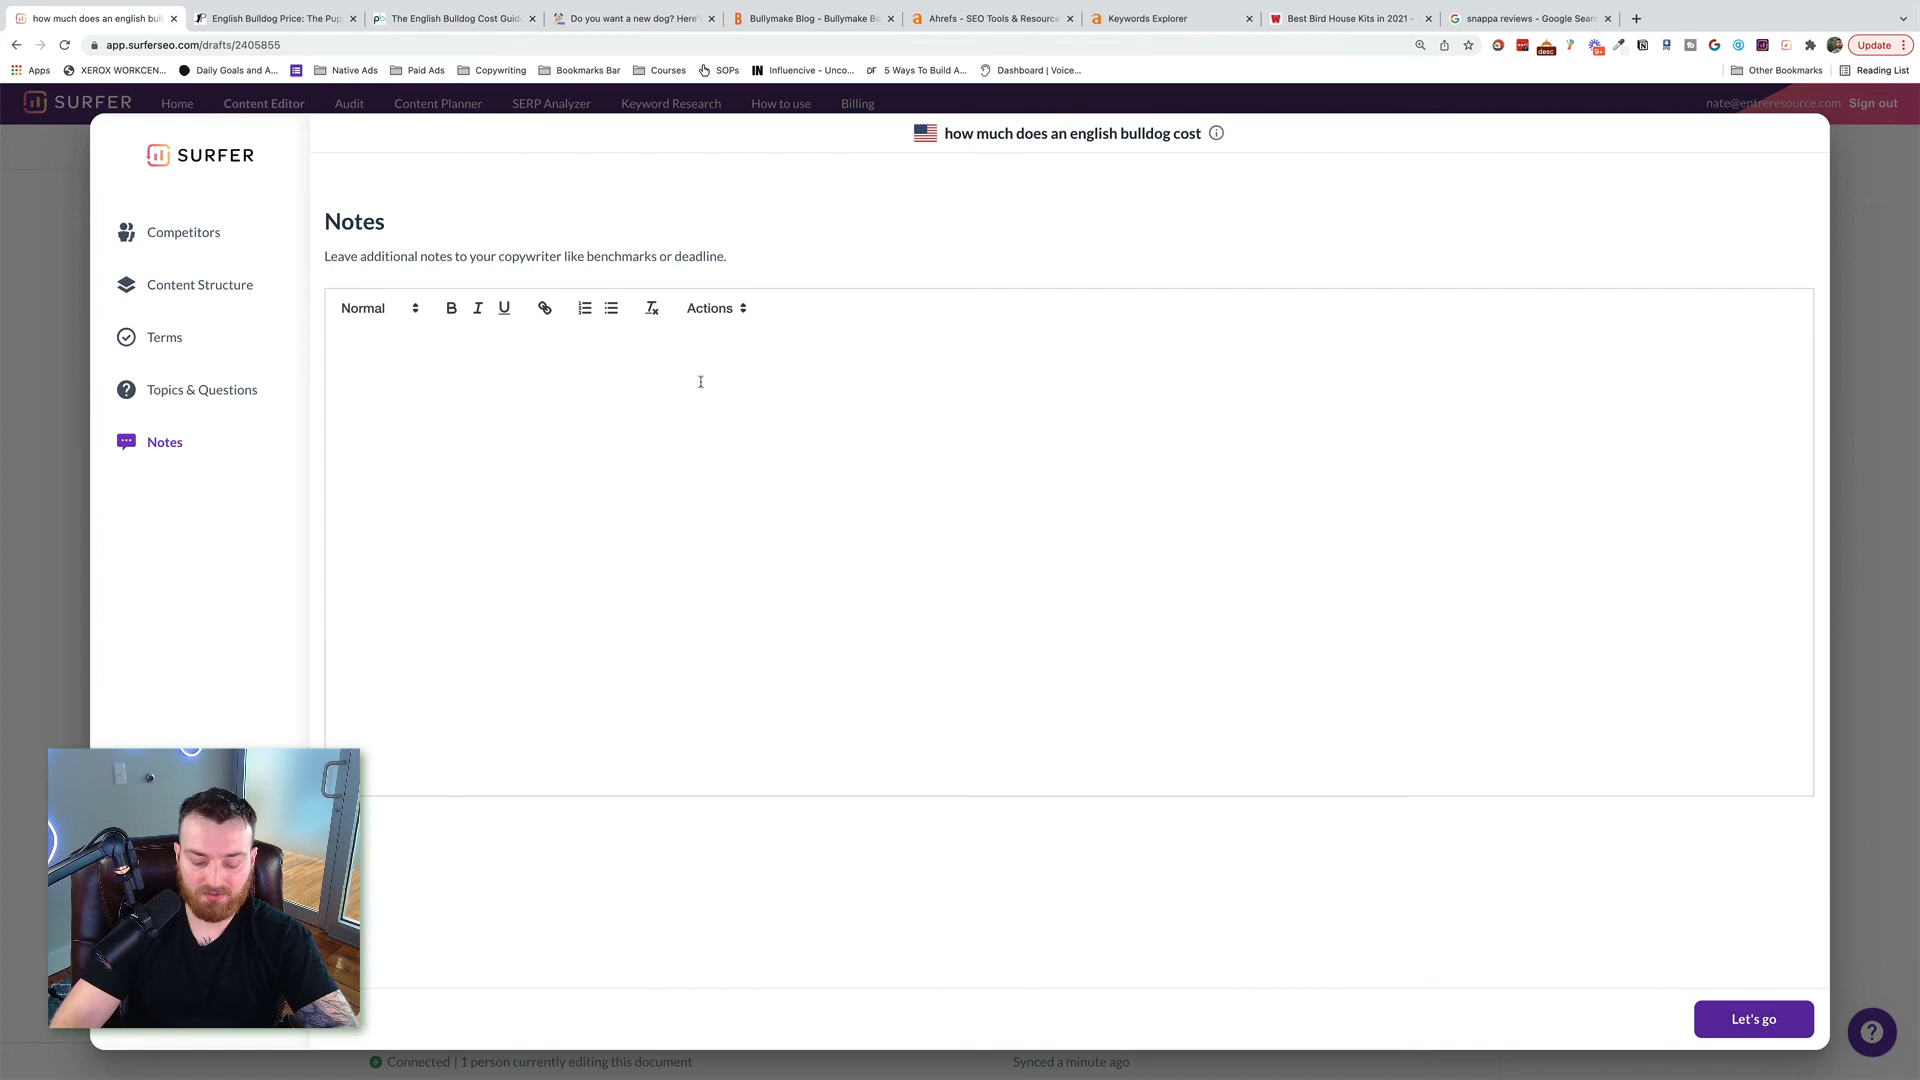 how much does an english bul
English Bulldog Price: The Pup
pb The English Bulldog Cost Guid
Do you want a new dog? Here'
B Bullymake Blog - Bullymake Bo
a Ahrefs - SEO Tools & Resource
a Keywords Explorer
W Best Bird House Kits in 2021 -
G snappa reviews - Google Sear
app.surferseo.com/drafts/2405855
desc
9+
Update
Apps
XEROX WORKCEN...
Daily Goals and A...
Native Ads
Paid Ads
Copywriting
Bookmarks Bar
Courses
SOPs
IN Influencive - Unco...
DF 5 Ways To Build A...
Dashboard | Voice...
Other Bookmarks
Reading List
SURFER
Home
Content Editor
Audit
Content Planner
SERP Analyzer
Keyword Research
How to use
Billing
nate@entreresource.com
Sign out
SURFER
how much does an english bulldog cost
Competitors
Content Structure
Terms
Topics & Questions
Notes
Notes
Leave additional notes to your copywriter like benchmarks or deadline.
Normal
B I U
Actions
Let's go
Connected | 1 person currently editing this document
Synced a minute ago